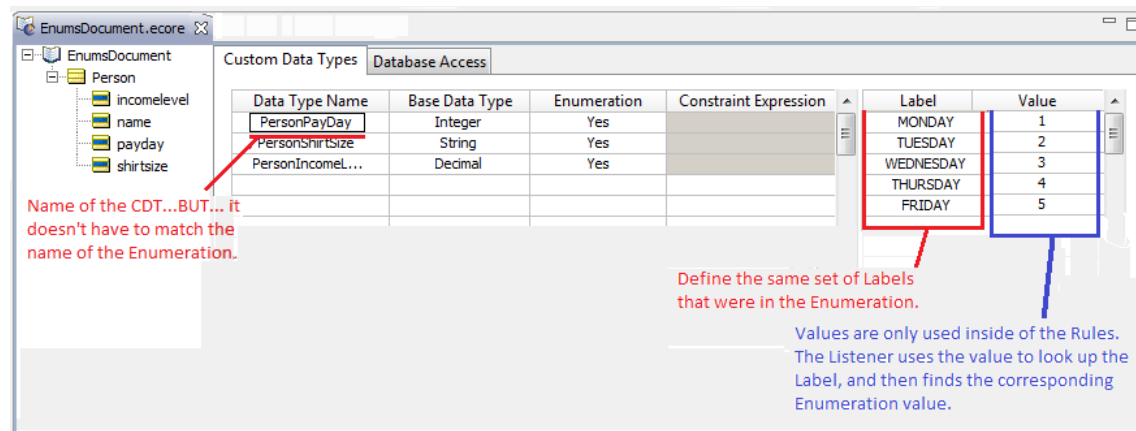 EnumsDocument.ecore
EnumsDocument
Person
incomelevel
name
payday
shirtsize
Custom Data Types
Database Access
Data Type Name Base Data Type Enumeration Constraint Expression
PersonPayDay Integer Yes
PersonShirtSize String Yes
PersonIncomeL... Decimal Yes
Label Value
MONDAY 1
TUESDAY 2
WEDNESDAY 3
THURSDAY 4
FRIDAY 5
Name of the CDT...BUT... it
doesn't have to match the
name of the Enumeration.
Define the same set of Labels
that were in the Enumeration.
Values are only used inside of the Rules.
The Listener uses the value to look up the
Label, and then finds the corresponding
Enumeration value.